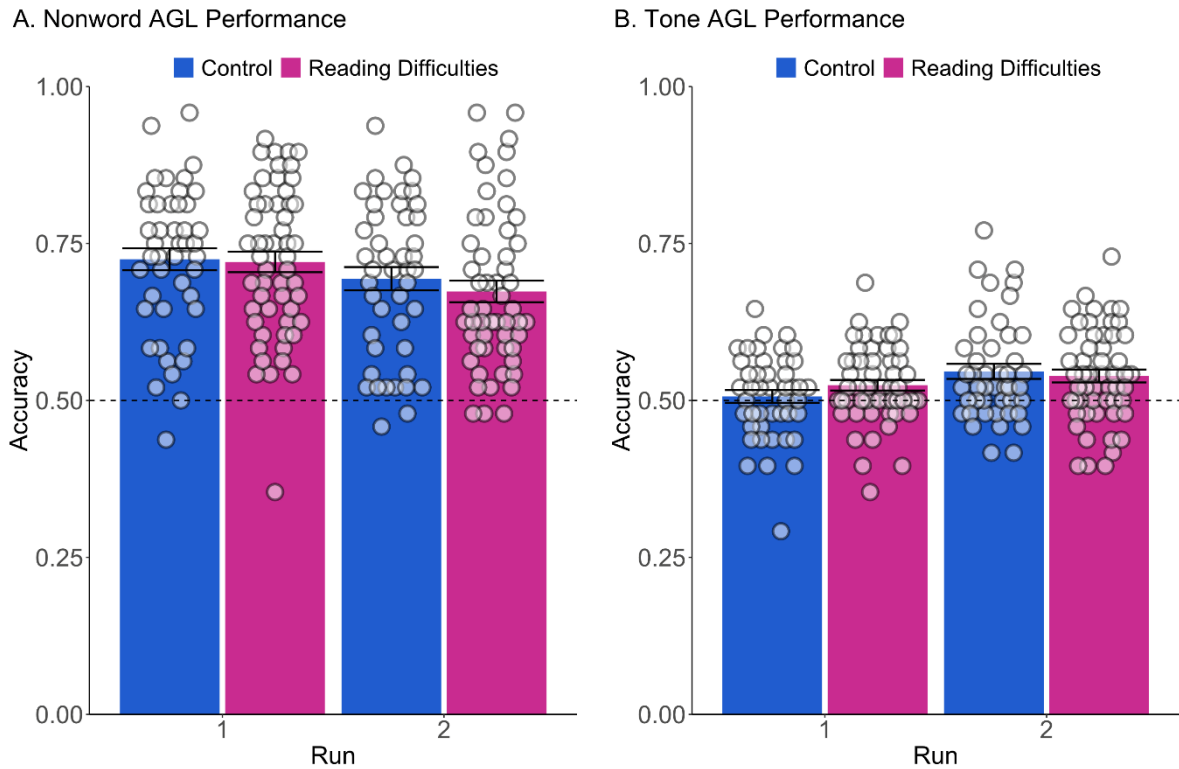 A. Nonword AGL Performance
Control Reading Difficulties
1.00
0.75
0.50
0.25
0.00
Accuracy
1 2
Run
B. Tone AGL Performance
Control Reading Difficulties
1.00
0.75
0.50
0.25
0.00
Accuracy
1 2
Run